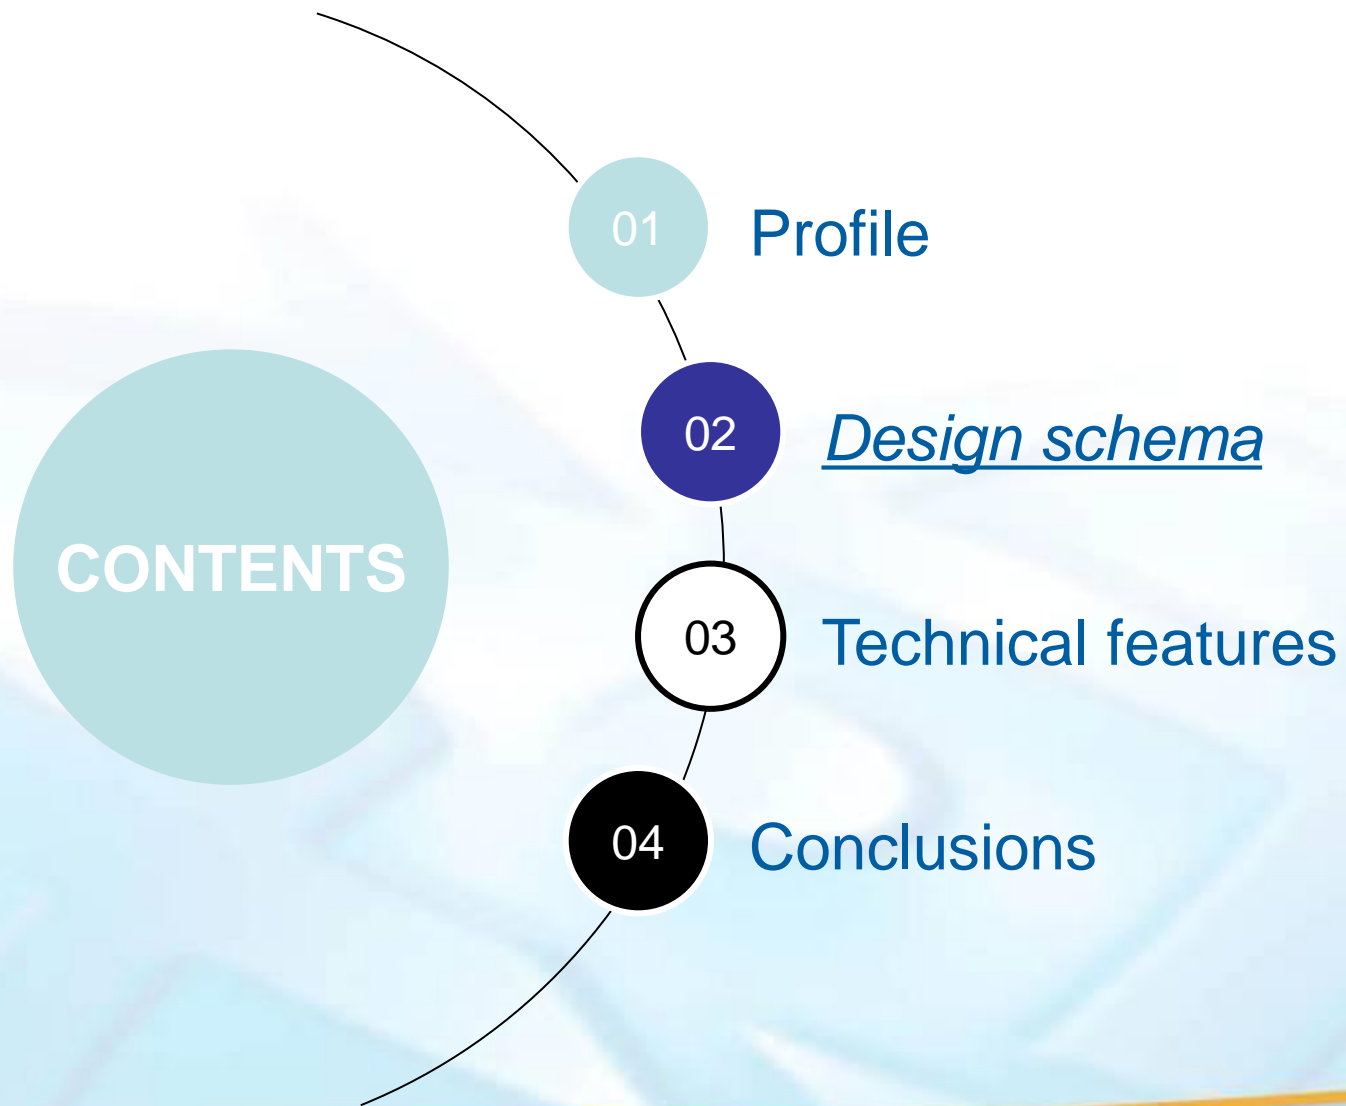 CONTENTS
01 Profile
02 Design schema
03 Technical features
04 Conclusions